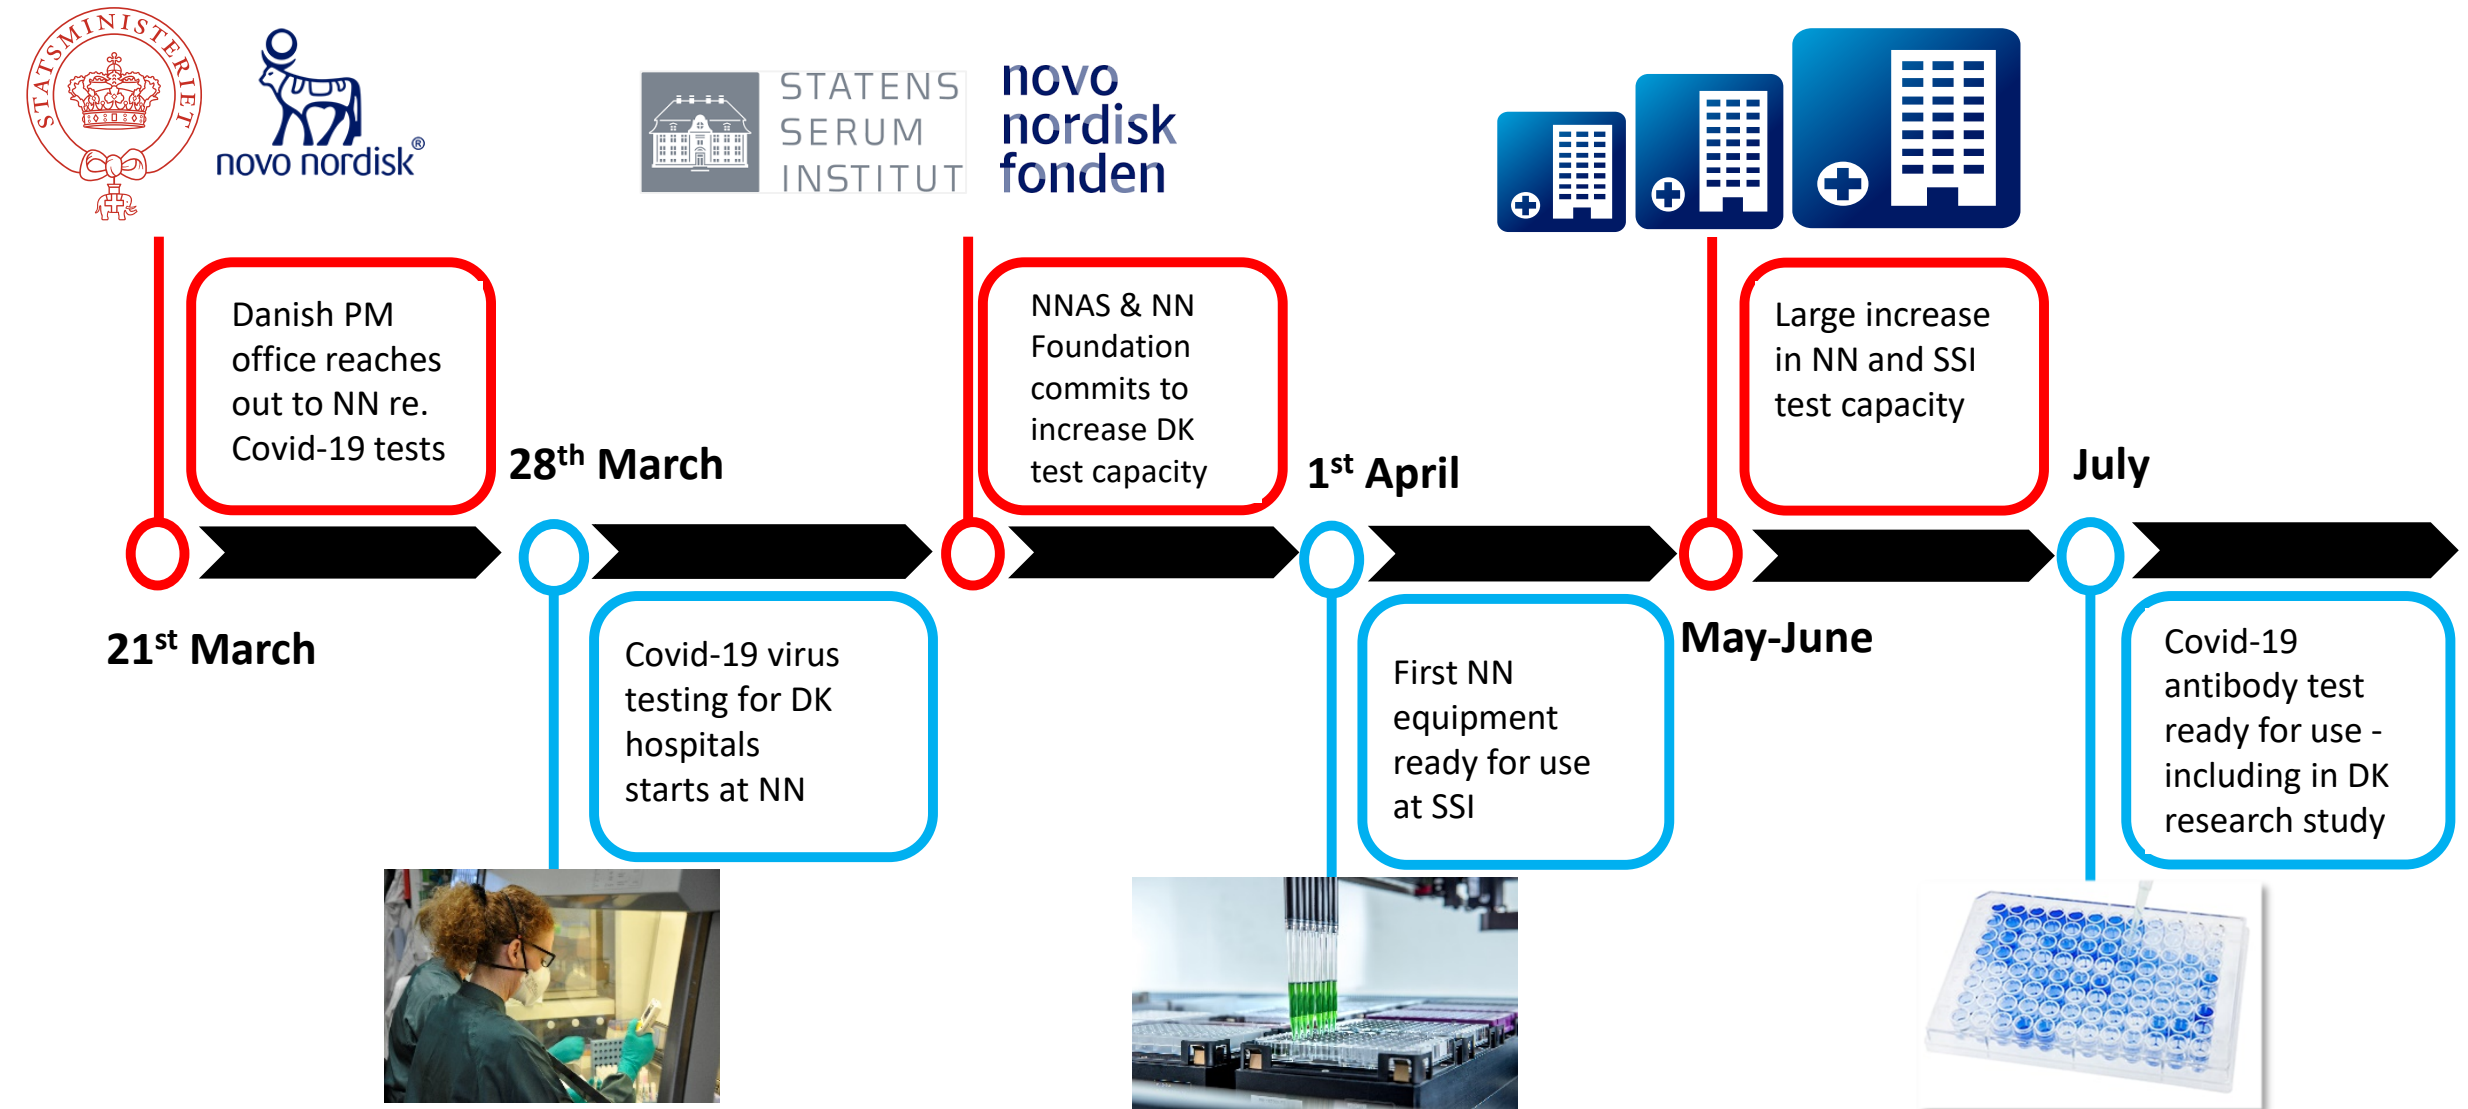 STATSMINISTERIET
novo nordisk®
STATENS
SERUM
INSTITUT
novo
nordisk
fonden
Danish PM
office reaches
out to NN re.
Covid-19 tests
28th March
NNAS & NN
Foundation
commits to
increase DK
test capacity
1st April
Large increase
in NN and SSI
test capacity
July
21st March
Covid-19 virus
testing for DK
hospitals
starts at NN
First NN
equipment
ready for use
at SSI
May-June
Covid-19
antibody test
ready for use -
including in DK
research study